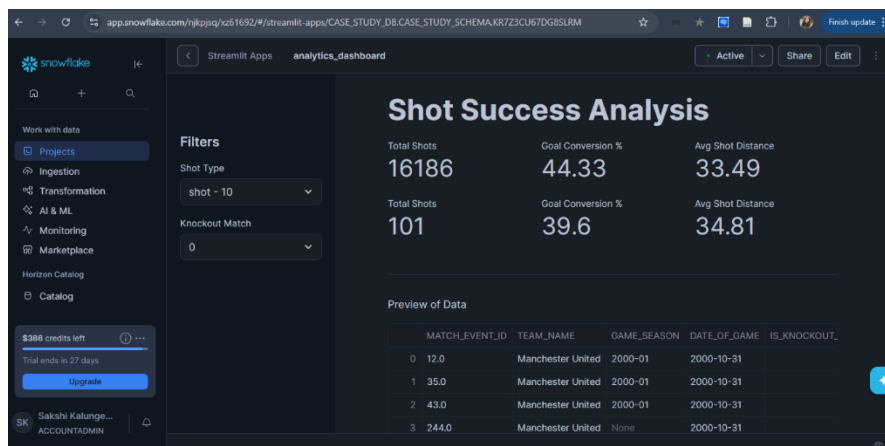 app.snowflake.com/njkpjsq/xz61692/#/streamlit-apps/CASE_STUDY_DB.CASE_STUDY_SCHEMA.KR7Z3CU67DG8SLRM
Finish update
snowflake
Streamlit Apps analytics_dashboard
Active
Share
Edit
Work with data
Projects
Ingestion
Transformation
AI & ML
Monitoring
Marketplace
Horizon Catalog
Catalog
$386 credits left
Trial ends in 27 days
Upgrade
SK
Sakshi Kalunge...
ACCOUNTADMIN
Filters
Shot Type
shot - 10
Knockout Match
0
Shot Success Analysis
Total Shots Goal Conversion % Avg Shot Distance
16186 44.33 33.49
Total Shots Goal Conversion % Avg Shot Distance
101 39.6 34.81
Preview of Data
MATCH_EVENT_ID TEAM_NAME GAME_SEASON DATE_OF_GAME IS_KNOCKOUT_
0 12.0 Manchester United 2000-01 2000-10-31
1 35.0 Manchester United 2000-01 2000-10-31
2 43.0 Manchester United 2000-01 2000-10-31
3 244.0 Manchester United None 2000-10-31